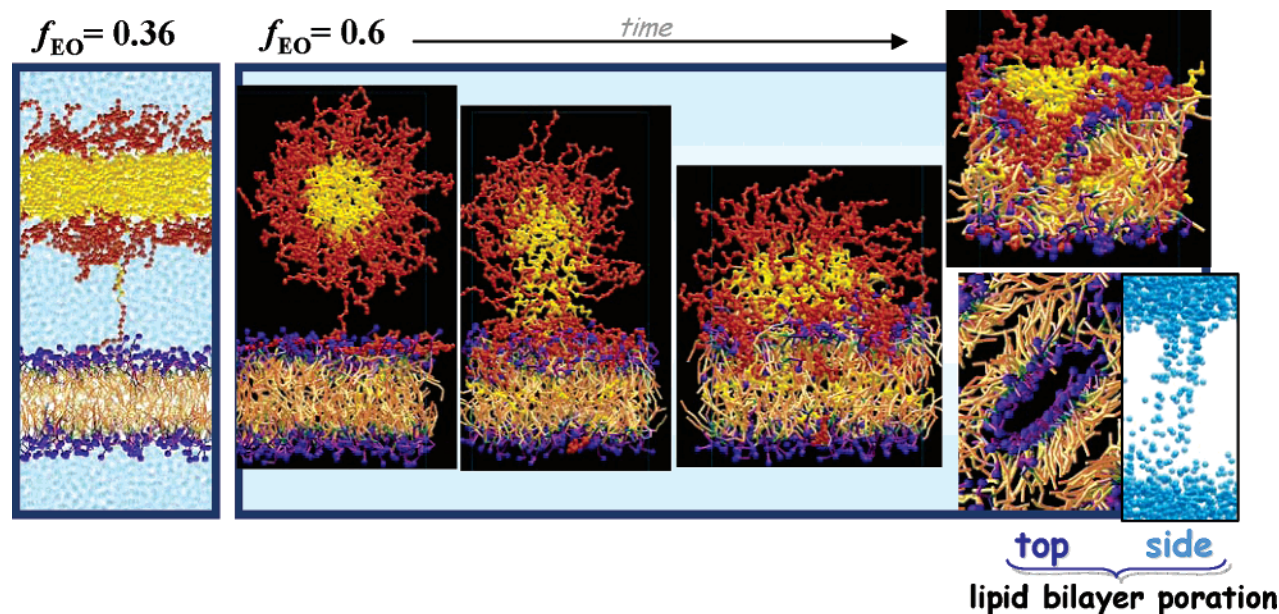 fEO= 0.36
fEO= 0.6
time
top side
lipid bilayer poration